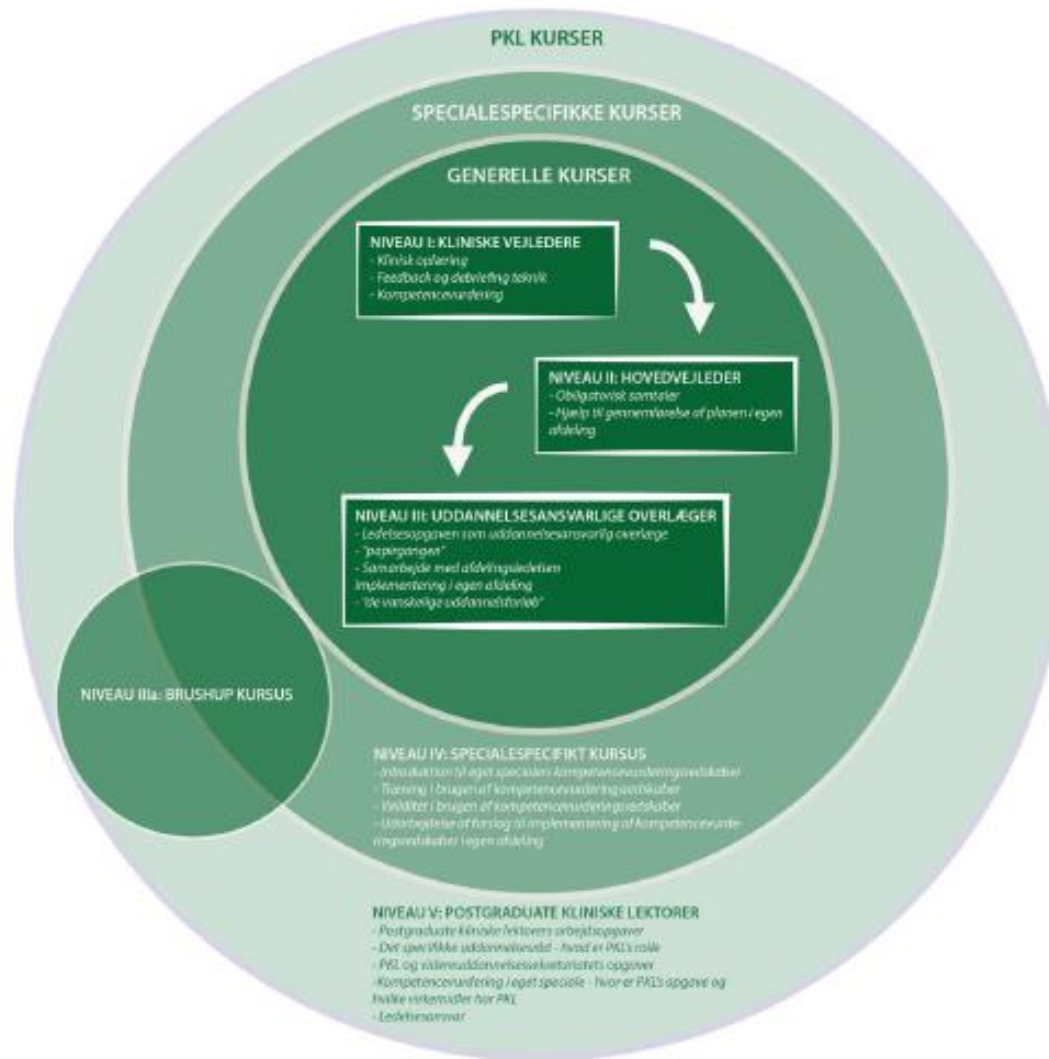 PKL KURSER
SPECIALESPECIFIKKE KURSER
GENERELLE KURSER
NIVEAU I: KLINISKE VEJLEDERE
- Klinisk oplæring
- Feedback og debriefing teknik
- Kompetencevurdering
NIVEAU II: HOVEDVEJLEDER
- Obligatorisk samtaler
- Hjælp til gennemførelse af planen i egen
afdeling
NIVEAU III: UDDANNELSESANSVARLIGE OVERLÆGER
- Ledelsesopgaven som uddannelsesansvarlig overlæge
- "papirgangen"
- Samarbejde med afdelingsledelsen
Implementering i egen afdeling
- "de vanskelige uddannelsforløb"
NIVEAU IIIa: BRUSHUP KURSUS
NIVEAU IV: SPECIALESPECIFIKT KURSUS
- Introduktion til eget speciales kompetencevurderingsredskaber
- Træning i brugen af kompetencevurderingsredskaber
- Validitet i brugen af kompetencevurderingsredskaber
- Udarbejdelse af forslag til implementering af kompetencevurde-
ringsredskaber i egen afdeling
NIVEAU V: POSTGRADUATE KLINISKE LEKTORER
- Postgraduate kliniske lektorers arbejdsopgaver
- Det specifikke uddannelsesråd - hvad er PKL's rolle
- PKL og videreuddannelsessekretariatets opgaver
- Kompetencevurdering i eget speciale - hvor er PKL's opgave og
hvilke virkemidler har PKL
- Ledelsesansvar